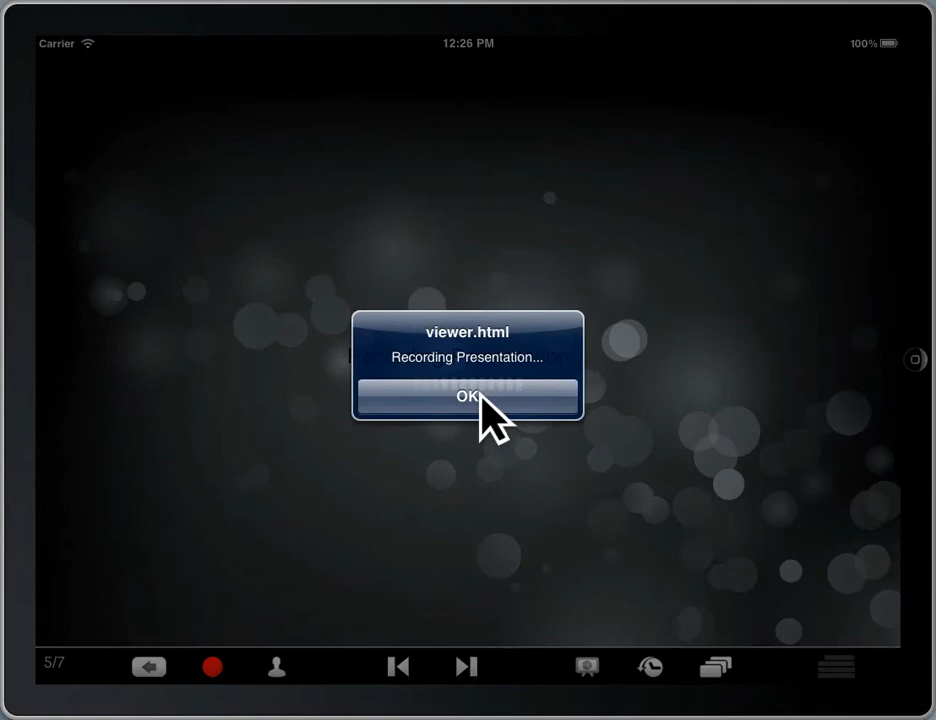 Carrier
12:26 PM
100%
viewer.html
Recording Presentation...
OK
5/7